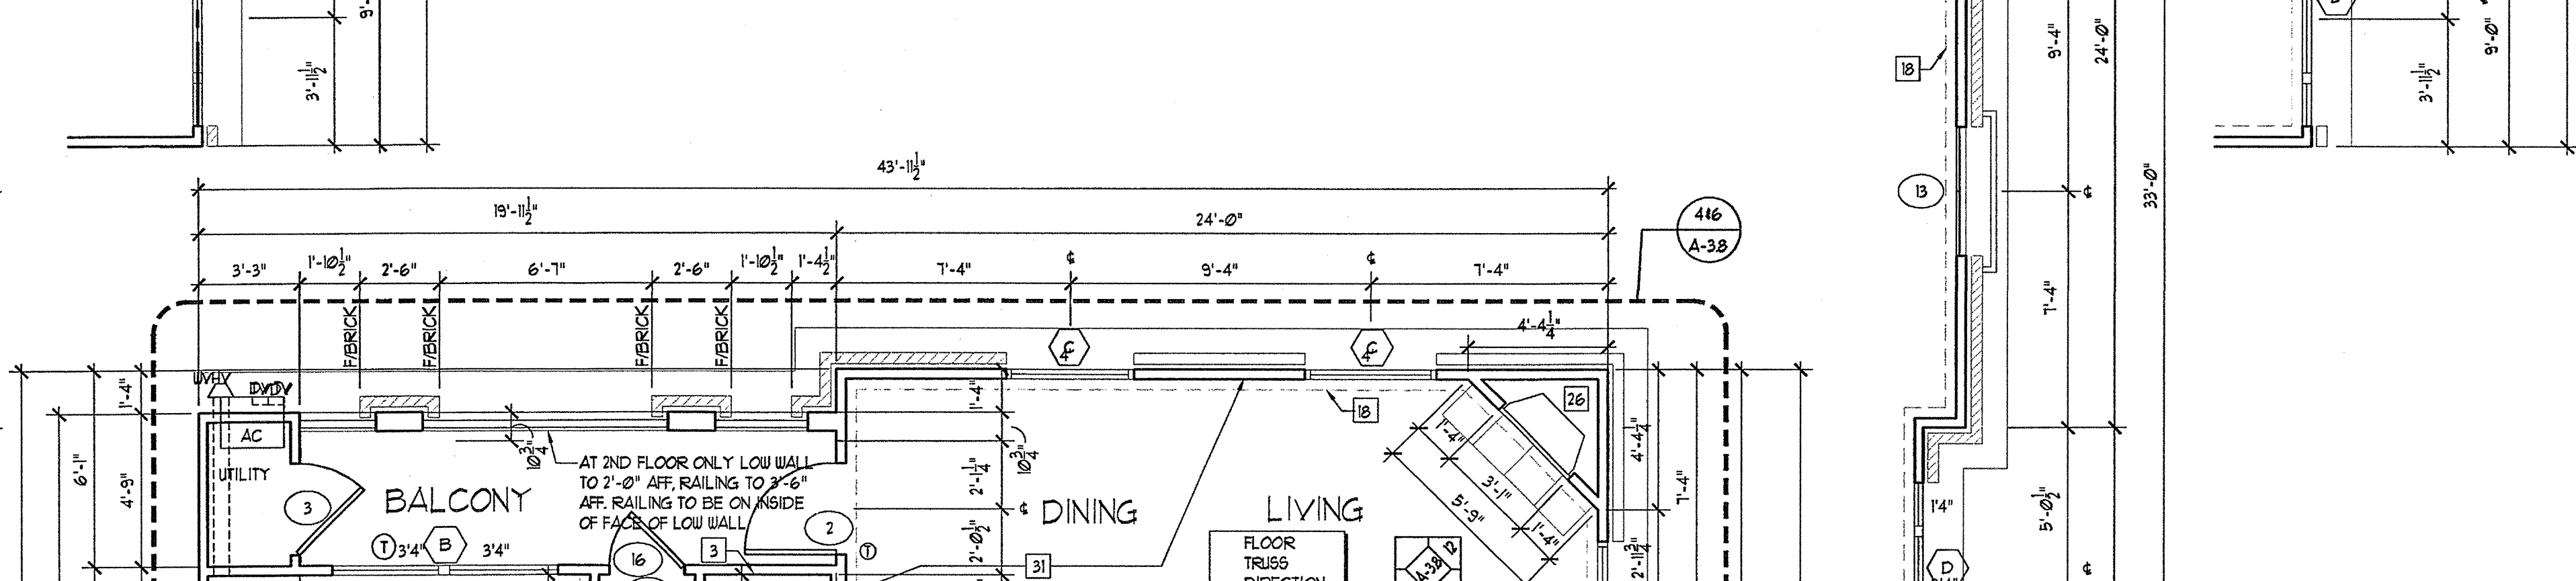 9'-
3'-11½"
43'-11½"
19'-11½"
24'-0"
3'-3"
1'-10½"
2'-6"
6'-7"
2'-6"
1'-10½"
1'-4½"
7'-4"
℄
9'-4"
℄
7'-4"
4&6
A-3.8
F/BRICK
F/BRICK
F/BRICK
F/BRICK
4'-4¼"
1'-4"
6'-1"
4'-9"
AC
UTILITY
3
BALCONY
10¾"
AT 2ND FLOOR ONLY LOW WALL
TO 2'-0" AFF, RAILING TO 3'-6"
AFF. RAILING TO BE ON INSIDE
OF FACE OF LOW WALL
T
3'4"
B
3'4"
16
3
2
T
1'-4"
10¾"
2'-1¼"
℄
2'-0½"
DINING
LIVING
31
18
26
1'-4"
3'-1"
1'-4"
5'-9"
4'-4¼"
7'-4"
2'-11¾"
FLOOR
TRUSS
DIRECTION
12
A-3.8
18
13
9'-4"
24'-0"
℄
33'-0"
7'-4"
1'4"
5'-0½"
D
℄
3'-11½"
9'-0"